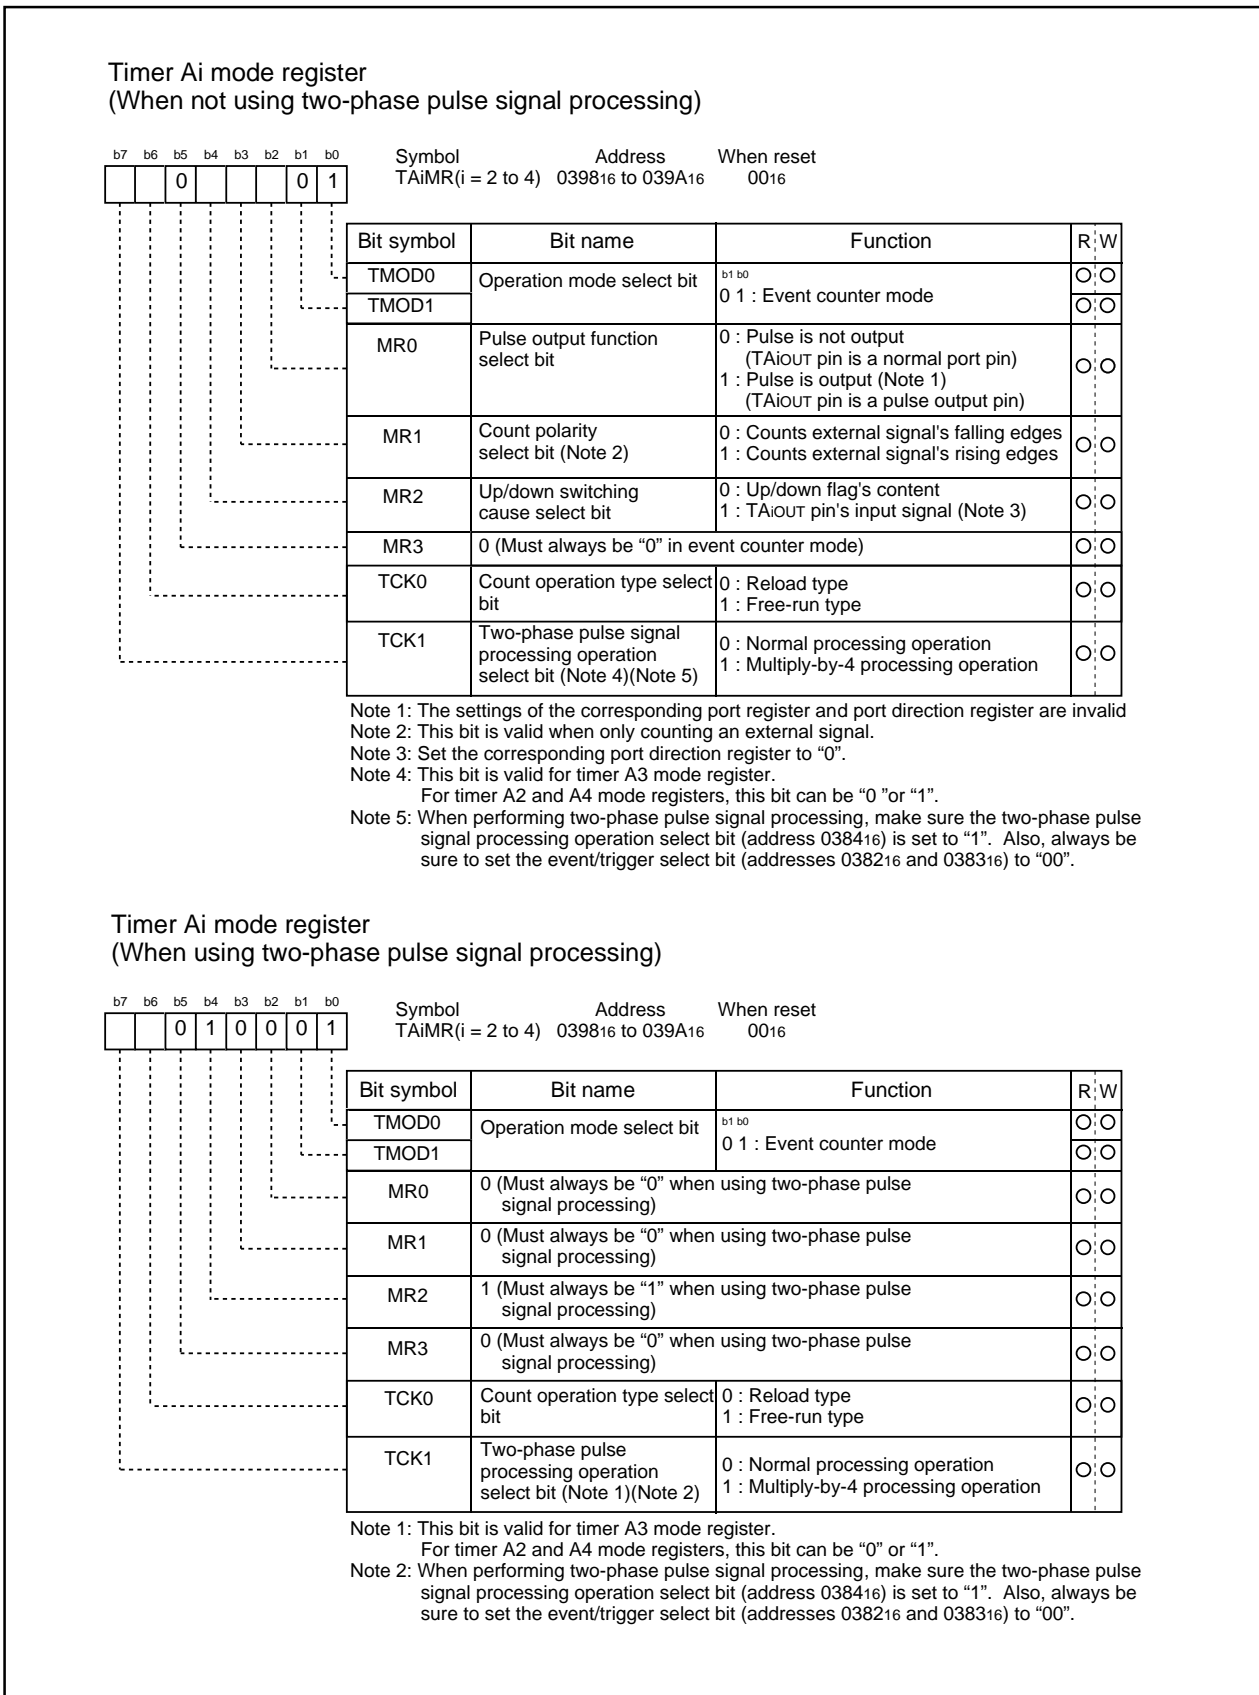 Timer Ai mode register
(When not using two-phase pulse signal processing)
b7 b6 b5 b4 b3 b2 b1 b0
0 0 1
Symbol Address When reset
TAiMR(i = 2 to 4) 039816 to 039A16 0016
Bit symbol Bit name Function R W
TMOD0 Operation mode select bit b1 b0
0 1 : Event counter mode
TMOD1
MR0 Pulse output function select bit 0 : Pulse is not output
(TAiOUT pin is a normal port pin)
1 : Pulse is output (Note 1)
(TAiOUT pin is a pulse output pin)
MR1 Count polarity 0 : Counts external signal's falling edges
select bit (Note 2) 1 : Counts external signal's rising edges
MR2 Up/down switching 0 : Up/down flag's content
cause select bit 1 : TAiOUT pin's input signal (Note 3)
MR3 0 (Must always be “0” in event counter mode)
TCK0 Count operation type select 0 : Reload type
bit 1 : Free-run type
TCK1 Two-phase pulse signal
processing operation 0 : Normal processing operation
select bit (Note 4)(Note 5) 1 : Multiply-by-4 processing operation
Note 1: The settings of the corresponding port register and port direction register are invalid
Note 2: This bit is valid when only counting an external signal.
Note 3: Set the corresponding port direction register to “0”.
Note 4: This bit is valid for timer A3 mode register.
For timer A2 and A4 mode registers, this bit can be “0 ”or “1”.
Note 5: When performing two-phase pulse signal processing, make sure the two-phase pulse
signal processing operation select bit (address 038416) is set to “1”. Also, always be
sure to set the event/trigger select bit (addresses 038216 and 038316) to “00”.
Timer Ai mode register
(When using two-phase pulse signal processing)
b7 b6 b5 b4 b3 b2 b1 b0
0 1 0 0 0 1
Symbol Address When reset
TAiMR(i = 2 to 4) 039816 to 039A16 0016
Bit symbol Bit name Function R W
TMOD0 Operation mode select bit b1 b0
0 1 : Event counter mode
TMOD1
MR0 0 (Must always be “0” when using two-phase pulse
signal processing)
MR1 0 (Must always be “0” when using two-phase pulse
signal processing)
MR2 1 (Must always be “1” when using two-phase pulse
signal processing)
MR3 0 (Must always be “0” when using two-phase pulse
signal processing)
TCK0 Count operation type select 0 : Reload type
bit 1 : Free-run type
TCK1 Two-phase pulse
processing operation 0 : Normal processing operation
select bit (Note 1)(Note 2) 1 : Multiply-by-4 processing operation
Note 1: This bit is valid for timer A3 mode register.
For timer A2 and A4 mode registers, this bit can be “0” or “1”.
Note 2: When performing two-phase pulse signal processing, make sure the two-phase pulse
signal processing operation select bit (address 038416) is set to “1”. Also, always be
sure to set the event/trigger select bit (addresses 038216 and 038316) to “00”.